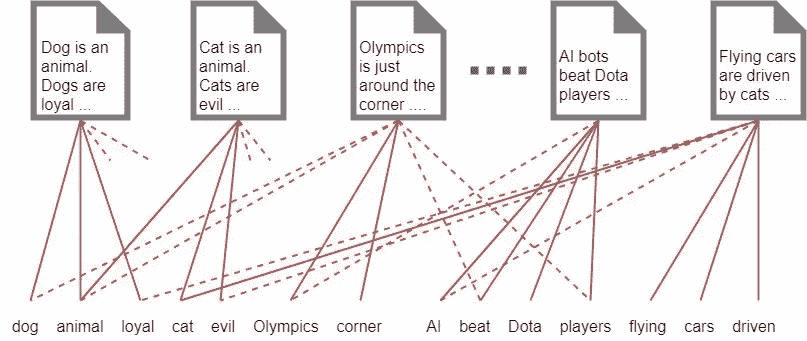 Dog is an
animal.
Dogs are
loyal ...
Cat is an
animal.
Cats are
evil ...
Olympics
is just
around the
corner ....
AI bots
beat Dota
players ...
Flying cars
are driven
by cats ...
dog animal loyal cat evil Olympics corner AI beat Dota players flying cars driven